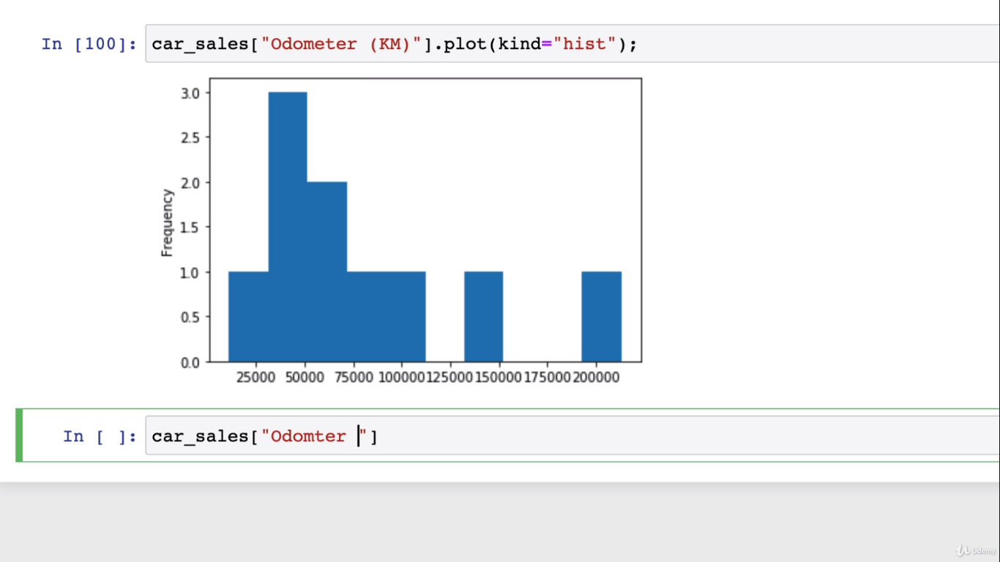 In [100]: car_sales["Odometer (KM)"].plot(kind="hist");
3.0
2.5
2.0
1.5
1.0
0.5
0.0
Frequency
25000 50000 75000 100000 125000 150000 175000 200000
In [ ]: car_sales["Odomter "]
Udemy